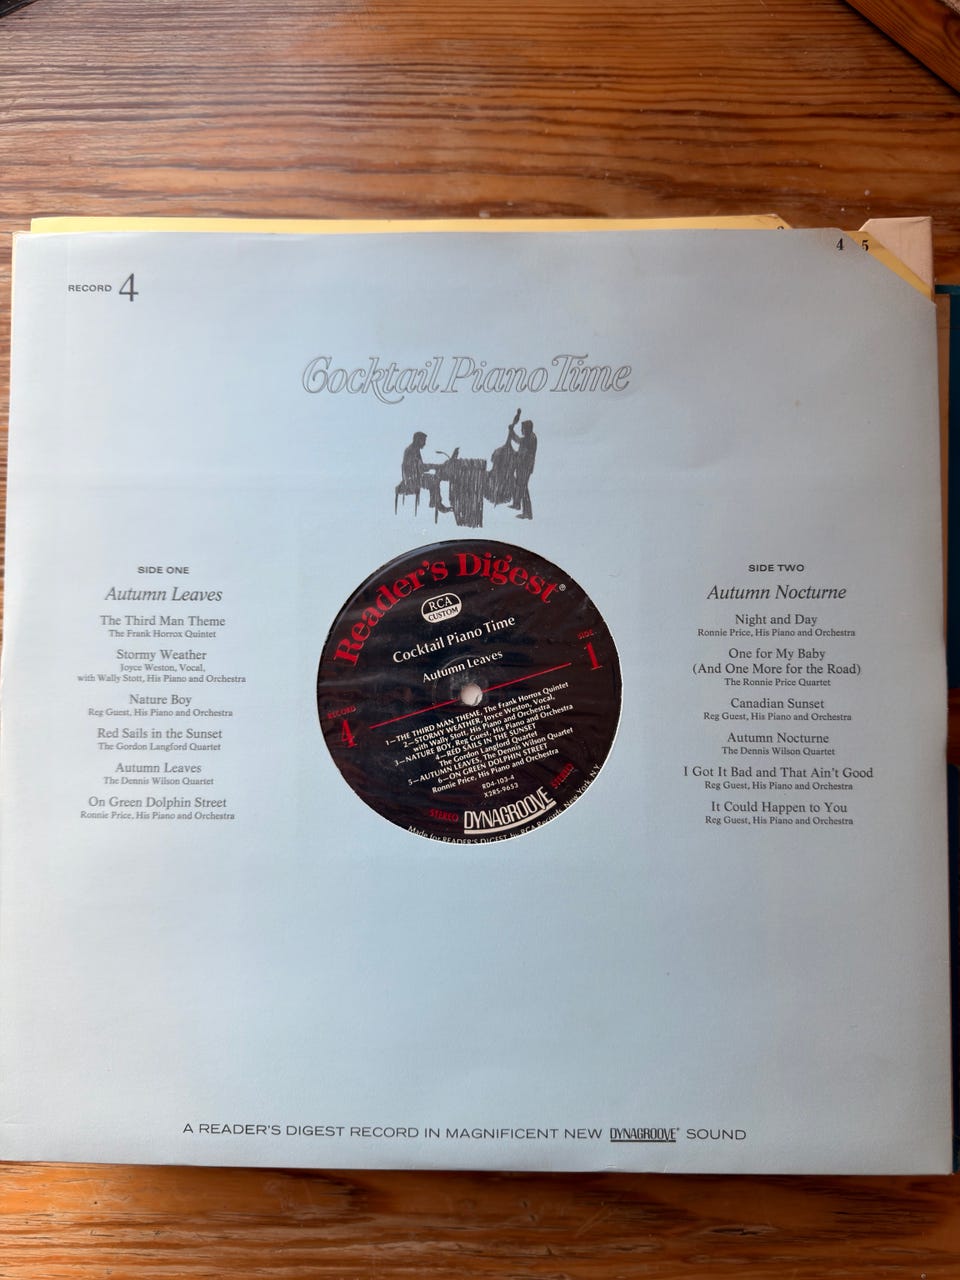 4 5
RECORD 4
Cocktail Piano Time
SIDE ONE
Autumn Leaves
The Third Man Theme
The Frank Horrox Quintet
Stormy Weather
Joyce Weston, Vocal,
with Wally Stott, His Piano and Orchestra
Nature Boy
Reg Guest, His Piano and Orchestra
Red Sails in the Sunset
The Gordon Langford Quartet
Autumn Leaves
The Dennis Wilson Quartet
On Green Dolphin Street
Ronnie Price, His Piano and Orchestra
Reader's Digest®
RCA
CUSTOM
Cocktail Piano Time
Autumn Leaves
SIDE 1
RECORD 4
1—THE THIRD MAN THEME, The Frank Horrox Quintet
2—STORMY WEATHER, Joyce Weston, Vocal,
with Wally Stott, His Piano and Orchestra
3—NATURE BOY, Reg Guest, His Piano and Orchestra
4—RED SAILS IN THE SUNSET
The Gordon Langford Quartet
5—AUTUMN LEAVES, The Dennis Wilson Quartet
6—ON GREEN DOLPHIN STREET
Ronnie Price, His Piano and Orchestra
RD4-103-4
X2RS-9653
STEREO DYNAGROOVE STEREO
Made for READER'S DIGEST by RCA Records, New York, N.Y.
SIDE TWO
Autumn Nocturne
Night and Day
Ronnie Price, His Piano and Orchestra
One for My Baby
(And One More for the Road)
The Ronnie Price Quartet
Canadian Sunset
Reg Guest, His Piano and Orchestra
Autumn Nocturne
The Dennis Wilson Quartet
I Got It Bad and That Ain't Good
Reg Guest, His Piano and Orchestra
It Could Happen to You
Reg Guest, His Piano and Orchestra
A READER'S DIGEST RECORD IN MAGNIFICENT NEW DYNAGROOVE® SOUND